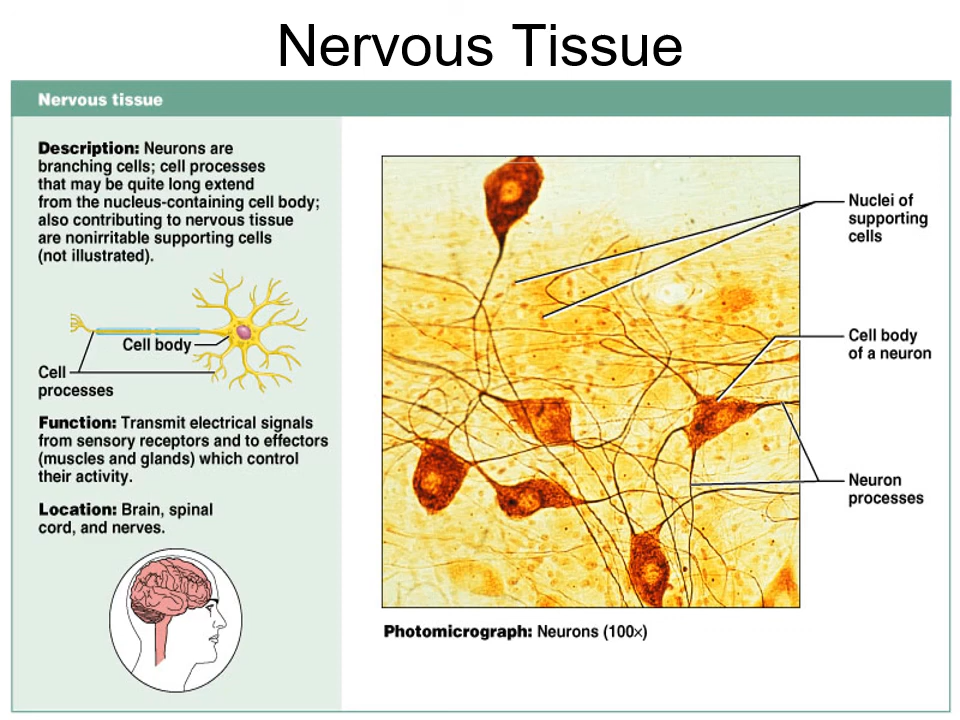 Nervous Tissue
Nervous tissue
Description: Neurons are
branching cells; cell processes
that may be quite long extend
from the nucleus-containing cell body;
also contributing to nervous tissue
are nonirritable supporting cells
(not illustrated).
Cell body
Cell
processes
Function: Transmit electrical signals
from sensory receptors and to effectors
(muscles and glands) which control
their activity.
Location: Brain, spinal
cord, and nerves.
Nuclei of
supporting
cells
Cell body
of a neuron
Neuron
processes
Photomicrograph: Neurons (100×)